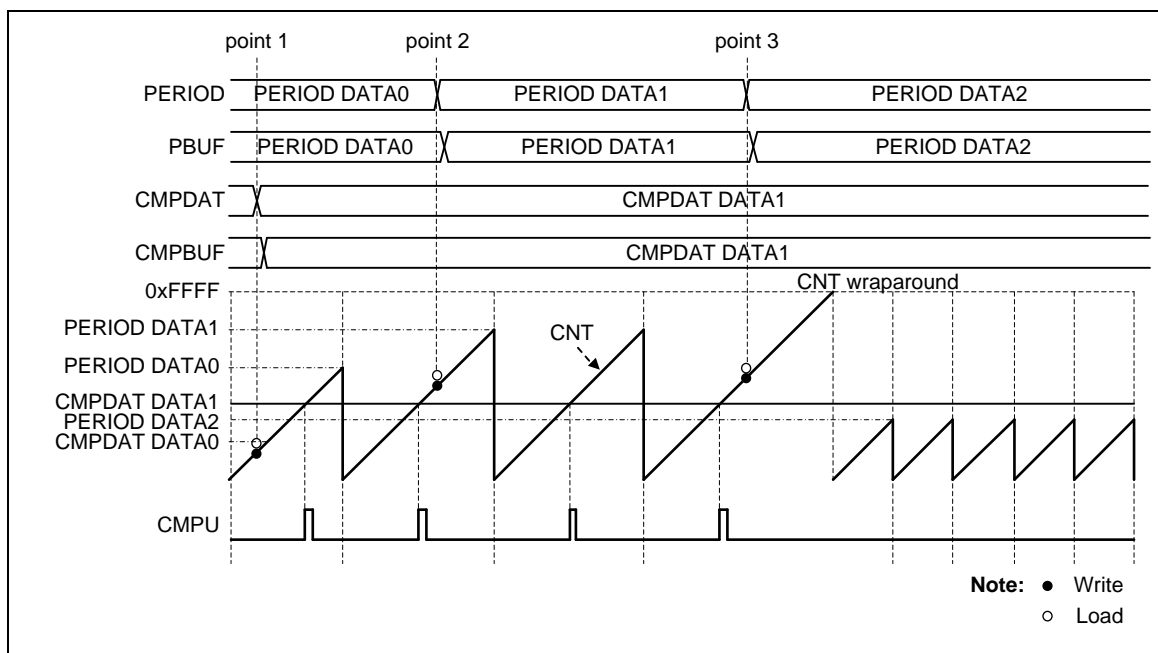 point 1 point 2 point 3
PERIOD PERIOD DATA0 PERIOD DATA1 PERIOD DATA2
PBUF PERIOD DATA0 PERIOD DATA1 PERIOD DATA2
CMPDAT CMPDAT DATA1
CMPBUF CMPDAT DATA1
0xFFFF CNT wraparound
PERIOD DATA1 CNT
PERIOD DATA0
CMPDAT DATA1
PERIOD DATA2
CMPDAT DATA0
CMPU
Note: Write
Load